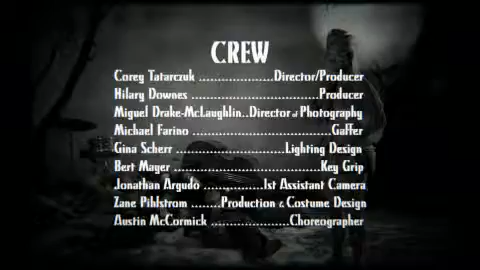 CREW
Corey Tatarczuk ....................Director/Producer
Hilary Downes ..................................Producer
Miguel Drake-McLaughlin..Director of Photography
Michael Farino .....................................Gaffer
Gina Scherr .............................Lighting Design
Bert Mayer .......................................Key Grip
Jonathan Argudo ................1st Assistant Camera
Zane Pihlstrom ........Production & Costume Design
Austin McCormick .....................Choreographer